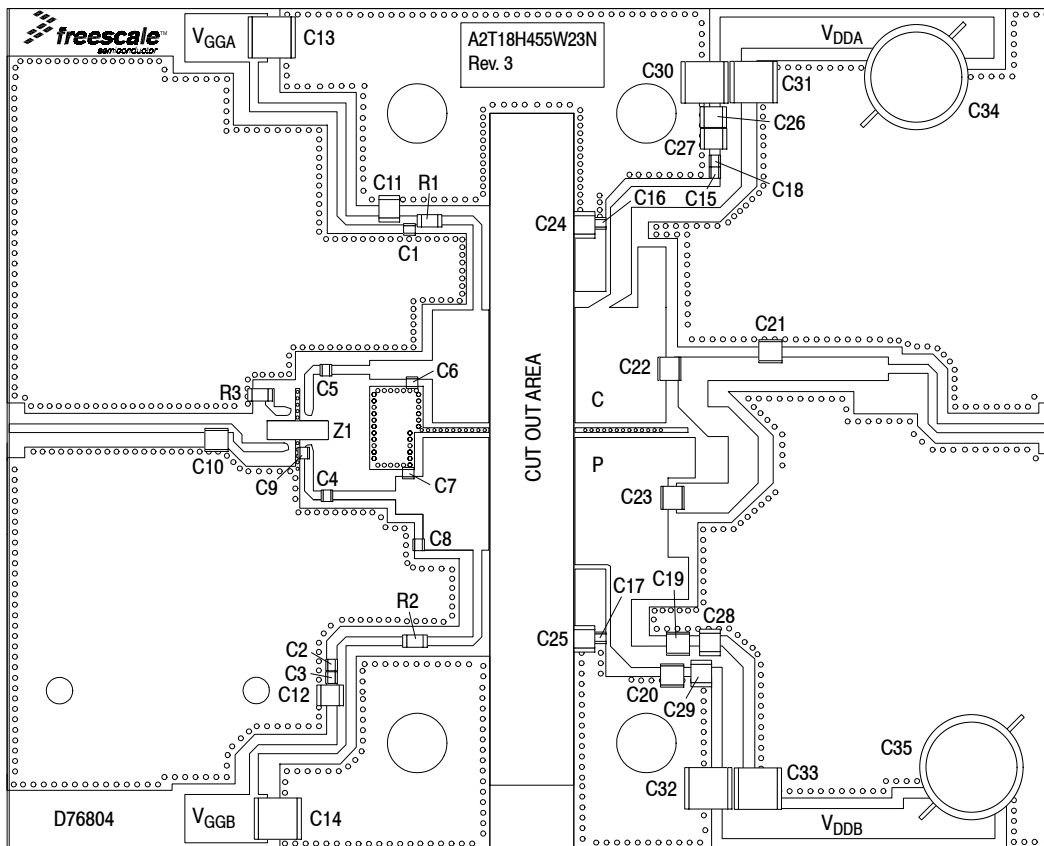 freescale™
semiconductor
VGGA
C13
A2T18H455W23N
Rev. 3
VDDA
C30
C31
C34
C26
C27
C18
C15
C11
R1
C16
C24
C1
C21
C5
C6
C22
R3
C
Z1
CUT OUT AREA
C10
C9
C4
C7
P
C23
C8
C17
C19
C28
R2
C25
C2
C3
C12
C20
C29
C35
C32
C33
D76804
VGGB
C14
VDDB